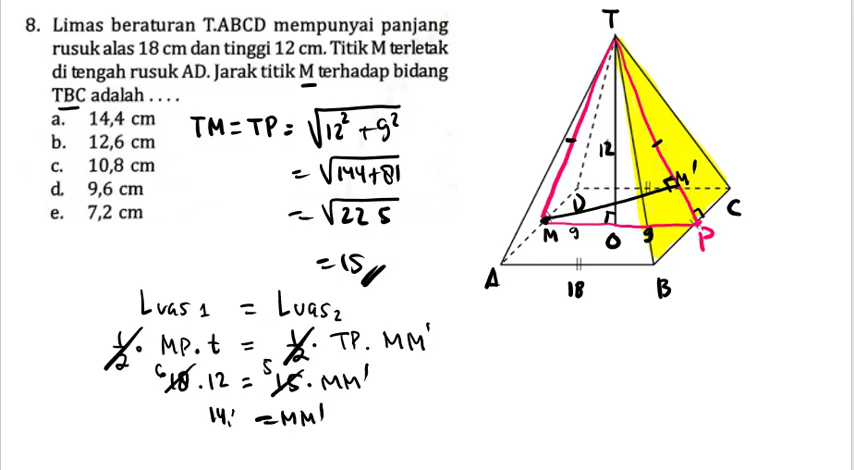 8. Limas beraturan T.ABCD mempunyai panjang
rusuk alas 18 cm dan tinggi 12 cm. Titik M terletak
di tengah rusuk AD. Jarak titik M terhadap bidang
TBC adalah . . . .
a. 14,4 cm
b. 12,6 cm
c. 10,8 cm
d. 9,6 cm
e. 7,2 cm
TM = TP = √12² + 9²
= √144+81
= √225
= 15
Luas 1 = Luas 2
1/2 . MP . t = 1/2 . TP . MM'
6 18 . 12 = 5 15 . MM'
14, = MM'
T
12
M'
D
C
M 9 O 9 P
A
18
B